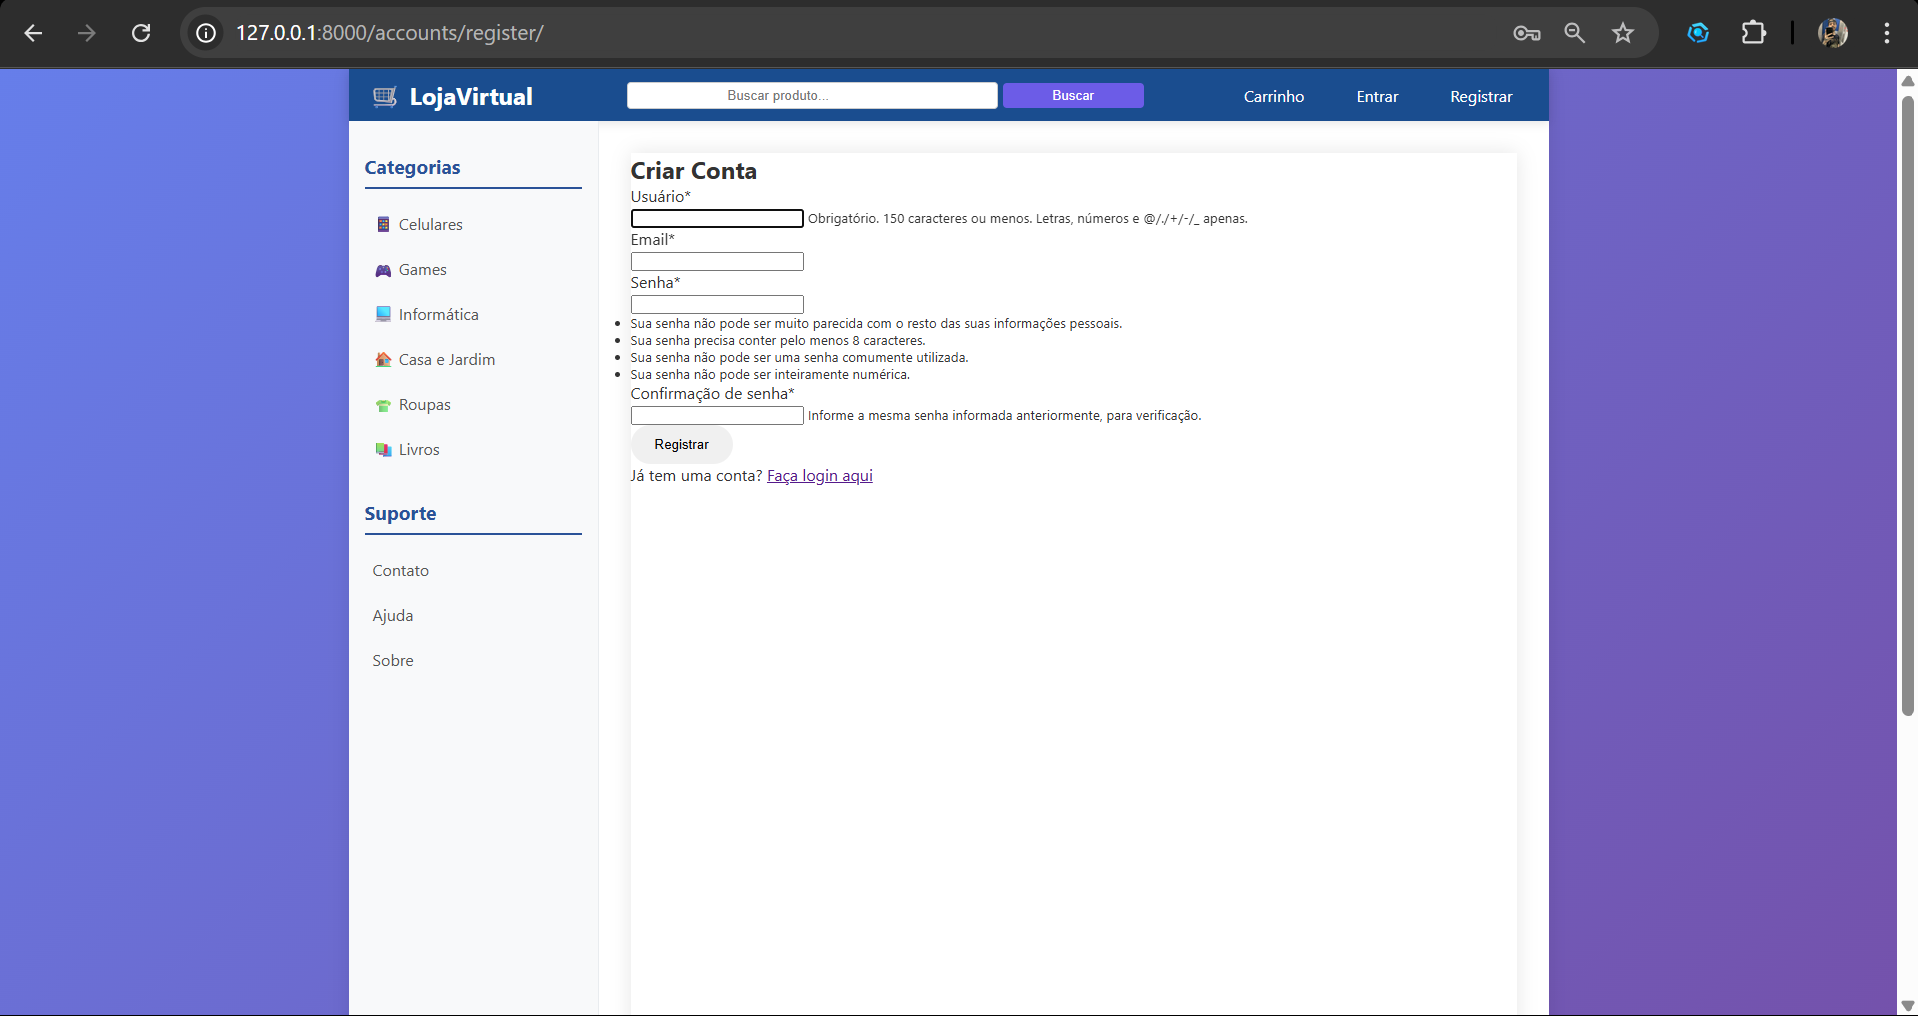 127.0.0.1:8000/accounts/register/
LojaVirtual
Buscar produto...
Buscar
Carrinho
Entrar
Registrar
Categorias
Celulares
Games
Informática
Casa e Jardim
Roupas
Livros
Suporte
Contato
Ajuda
Sobre
Criar Conta
Usuário*
Obrigatório. 150 caracteres ou menos. Letras, números e @/./+/-/_ apenas.
Email*
Senha*
Sua senha não pode ser muito parecida com o resto das suas informações pessoais.
Sua senha precisa conter pelo menos 8 caracteres.
Sua senha não pode ser uma senha comumente utilizada.
Sua senha não pode ser inteiramente numérica.
Confirmação de senha*
Informe a mesma senha informada anteriormente, para verificação.
Registrar
Já tem uma conta? Faça login aqui